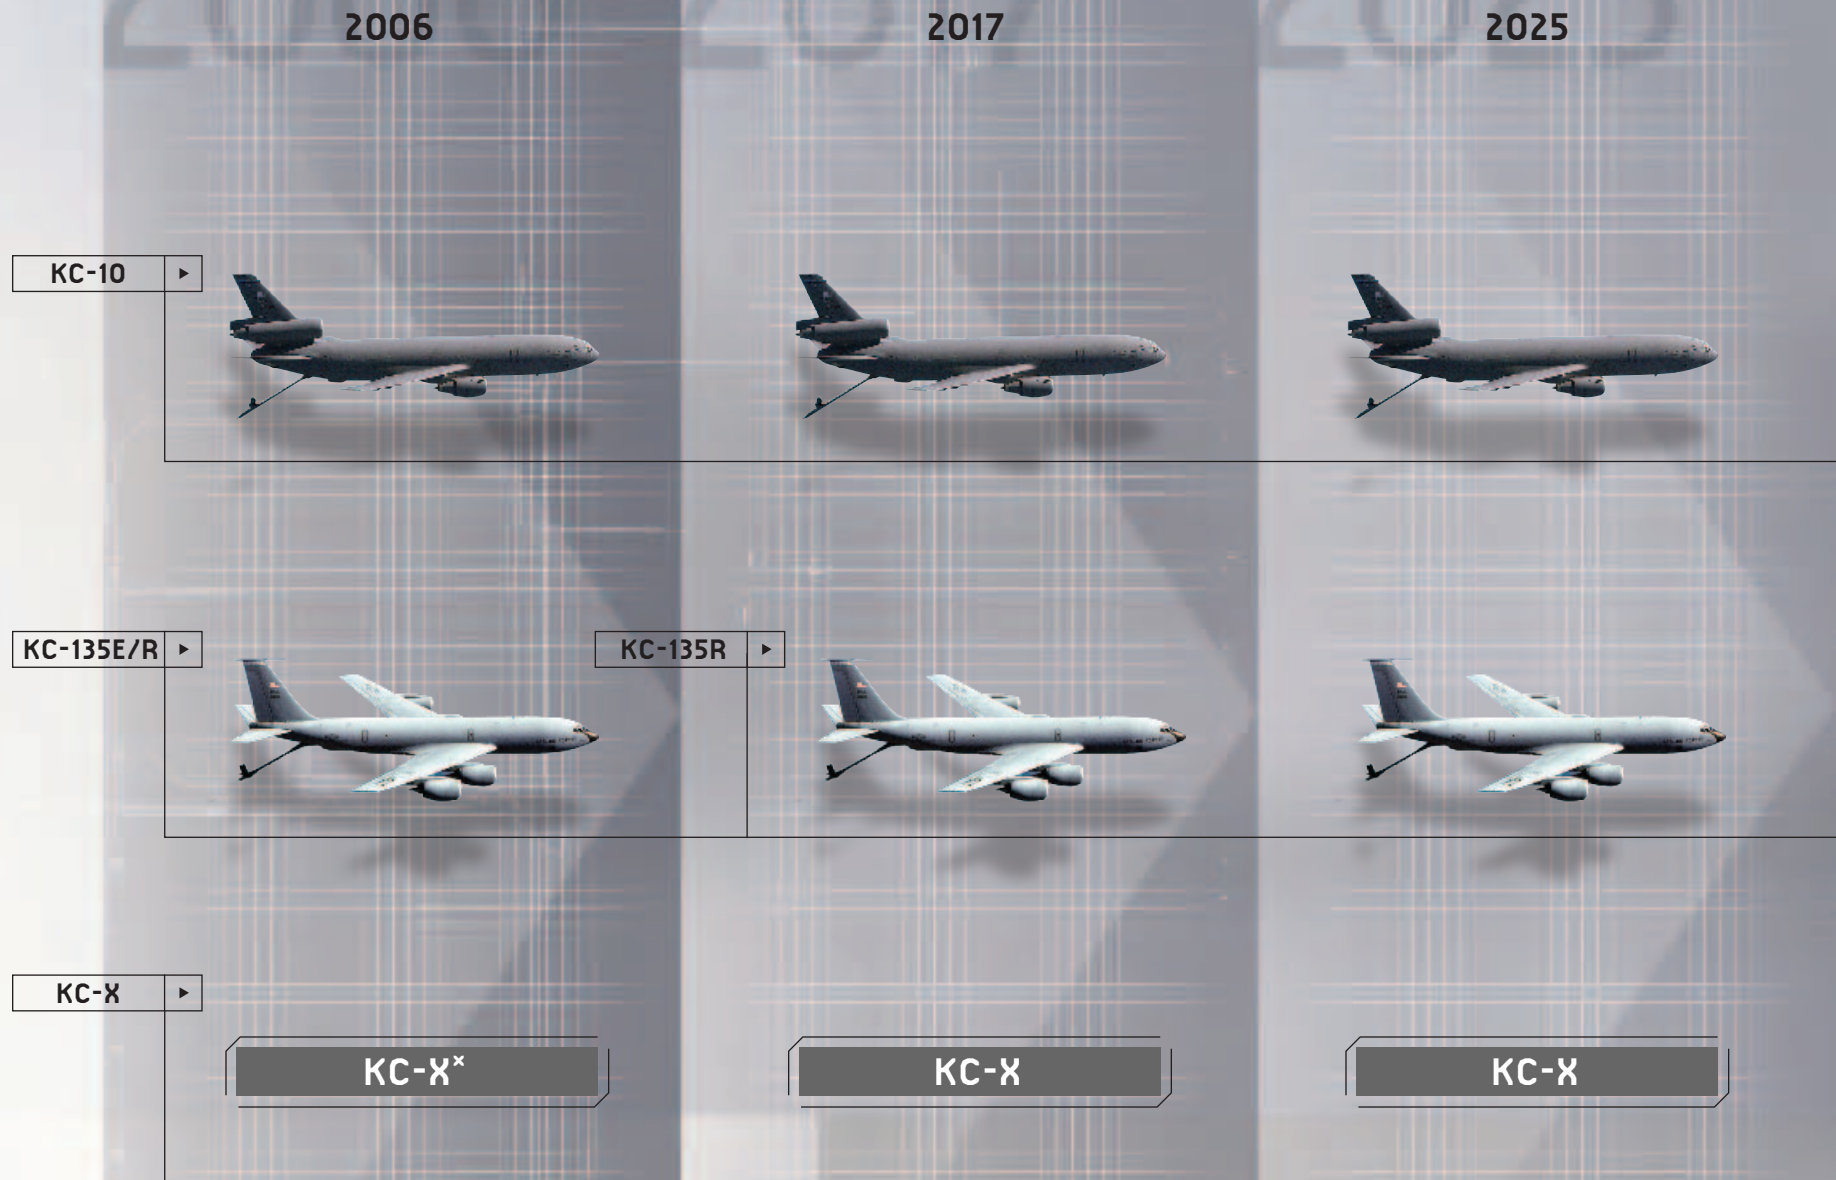 2006 2017 2025
KC-10
KC-135E/R KC-135R
KC-X
KC-X× KC-X KC-X